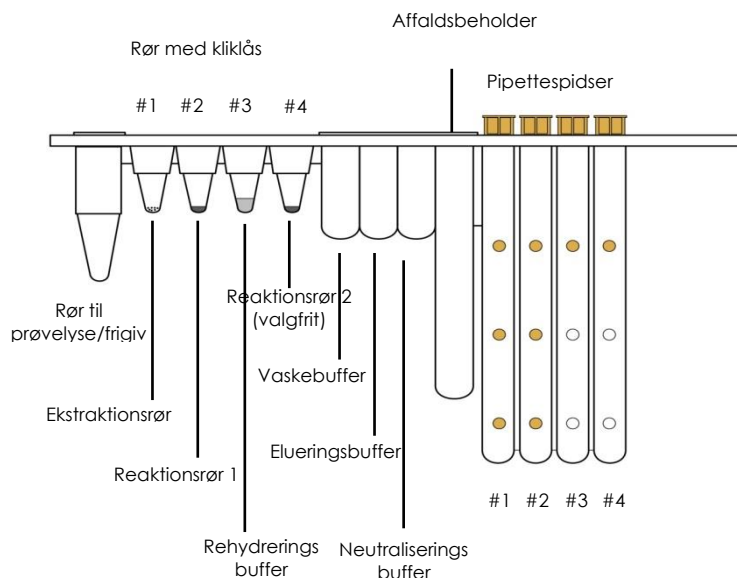 Affaldsbeholder
Rør med kliklås
Pipettespidser
#1 #2 #3 #4
Rør til
prøvelyse/frigiv
Reaktionsrør 2
(valgfrit)
Vaskebuffer
Ekstraktionsrør
Elueringsbuffer
Reaktionsrør 1
#1 #2 #3 #4
Rehydrerings
buffer
Neutraliserings
buffer